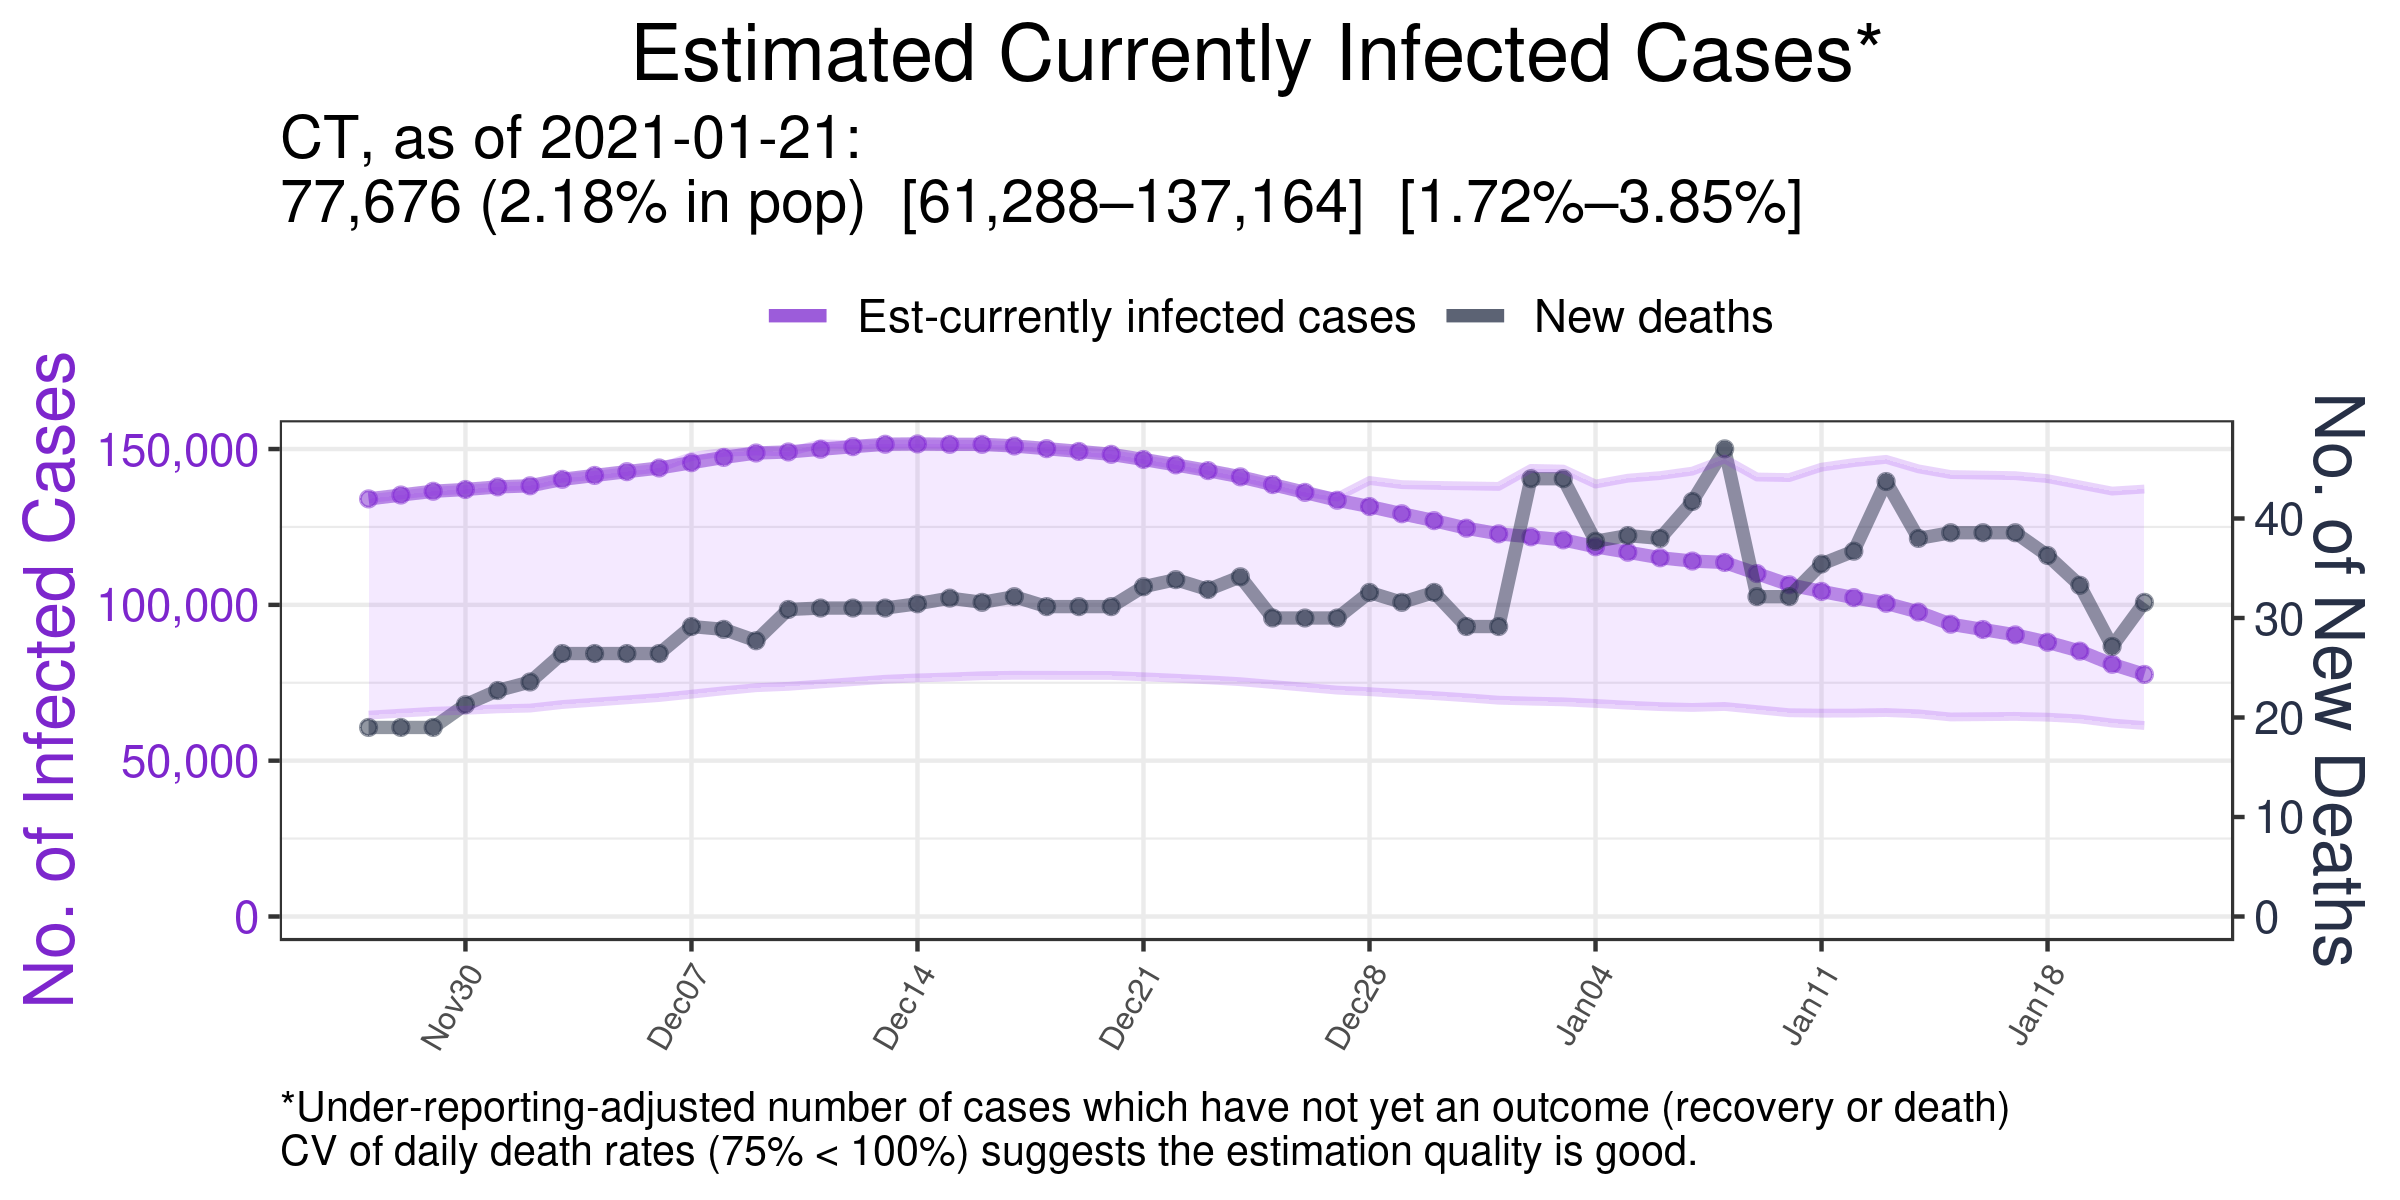 Estimated Currently Infected Cases*
CT, as of 2021-01-21:
77,676 (2.18% in pop)  [61,288–137,164]  [1.72%–3.85%]
Est-currently infected cases
New deaths
No. of Infected Cases
150,000
100,000
50,000
0
40
30
20
10
0
No. of New Deaths
Nov30
Dec07
Dec14
Dec21
Dec28
Jan04
Jan11
Jan18
*Under-reporting-adjusted number of cases which have not yet an outcome (recovery or death)
CV of daily death rates (75% < 100%) suggests the estimation quality is good.